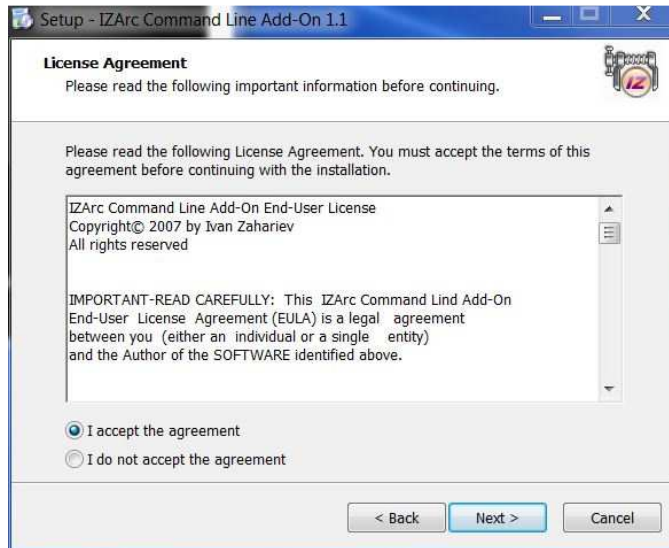 Setup - IZArc Command Line Add-On 1.1
License Agreement
Please read the following important information before continuing.
IZ
Please read the following License Agreement. You must accept the terms of this
agreement before continuing with the installation.
IZArc Command Line Add-On End-User License
Copyright© 2007 by Ivan Zahariev
All rights reserved
IMPORTANT-READ CAREFULLY: This IZArc Command Lind Add-On
End-User License Agreement (EULA) is a legal agreement
between you (either an individual or a single entity)
and the Author of the SOFTWARE identified above.
I accept the agreement
I do not accept the agreement
< Back Next > Cancel